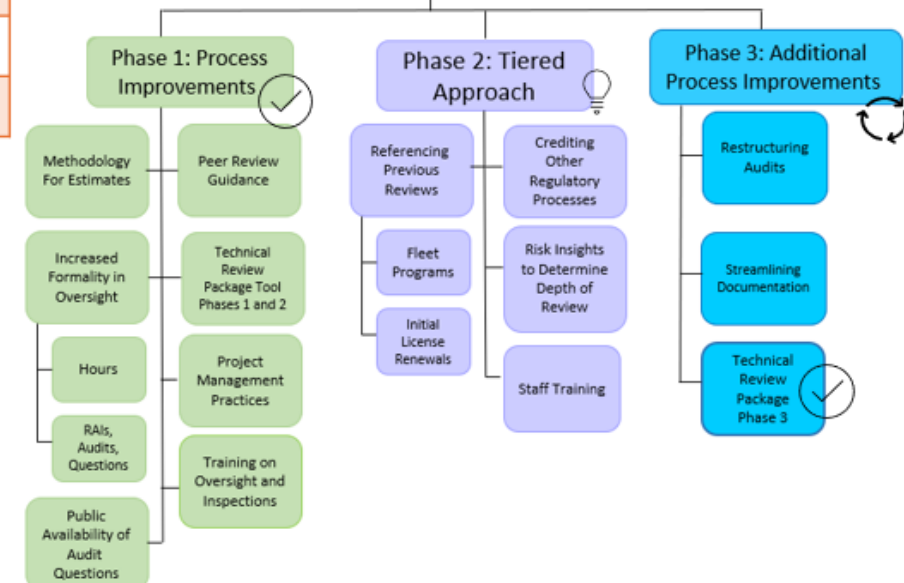 Phase 1: Process
Improvements
Methodology
For Estimates
Peer Review
Guidance
Increased
Formality in
Oversight
Technical
Review
Package Tool
Phases 1 and 2
Hours
Project
Management
Practices
RAIs,
Audits,
Questions
Training on
Oversight and
Inspections
Public
Availability of
Audit
Questions
Phase 2: Tiered
Approach
Referencing
Previous
Reviews
Crediting
Other
Regulatory
Processes
Fleet
Programs
Risk Insights
to Determine
Depth of
Review
Initial
License
Renewals
Staff Training
Phase 3: Additional
Process Improvements
Restructuring
Audits
Streamlining
Documentation
Technical
Review
Package
Phase 3